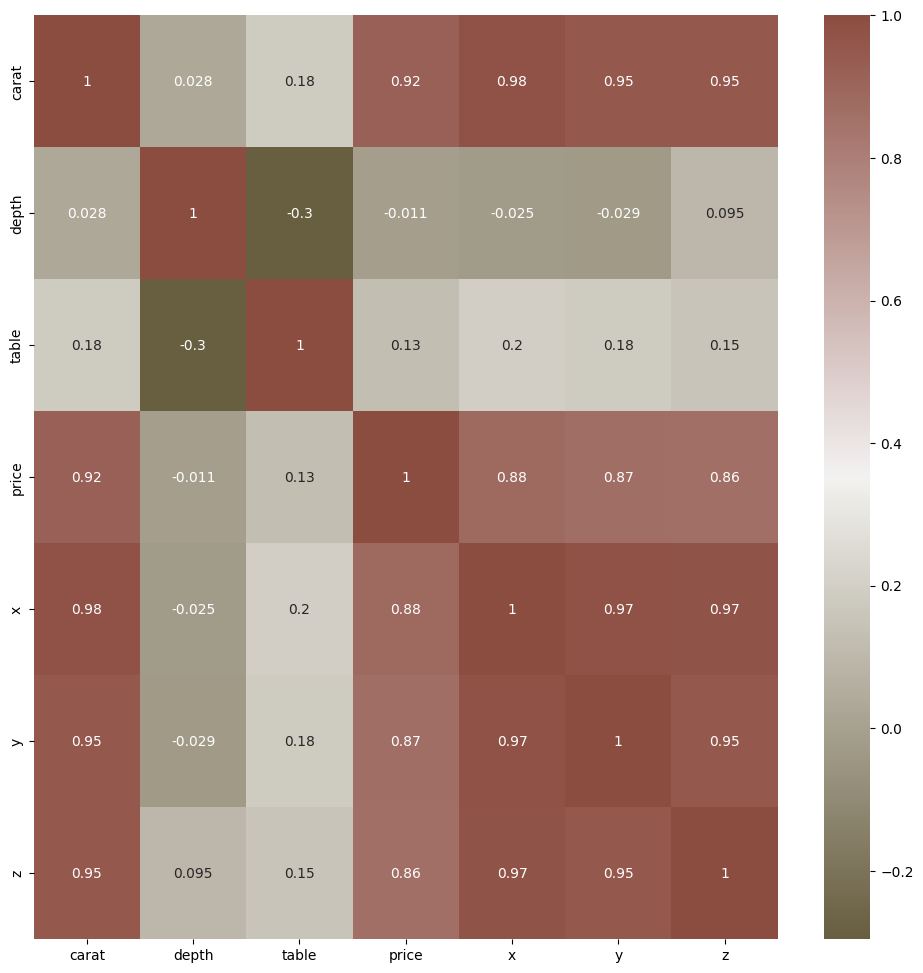 carat 1 0.028 0.18 0.92 0.98 0.95 0.95
depth 0.028 1 -0.3 -0.011 -0.025 -0.029 0.095
table 0.18 -0.3 1 0.13 0.2 0.18 0.15
price 0.92 -0.011 0.13 1 0.88 0.87 0.86
x 0.98 -0.025 0.2 0.88 1 0.97 0.97
y 0.95 -0.029 0.18 0.87 0.97 1 0.95
z 0.95 0.095 0.15 0.86 0.97 0.95 1
carat depth table price x y z
1.0
0.8
0.6
0.4
0.2
0.0
−0.2